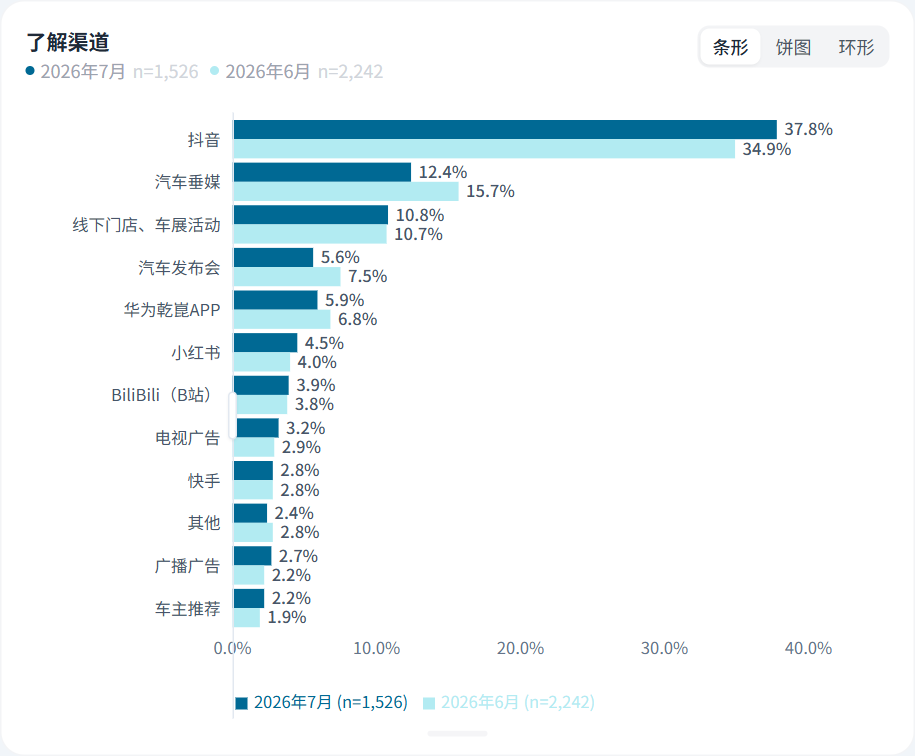 了解渠道
条形 饼图 环形
2026年7月 n=1,526 2026年6月 n=2,242
抖音 37.8%
34.9%
汽车垂媒 12.4%
15.7%
线下门店、车展活动 10.8%
10.7%
汽车发布会 5.6%
7.5%
华为乾崑APP 5.9%
6.8%
小红书 4.5%
4.0%
BiliBili（B站） 3.9%
3.8%
电视广告 3.2%
2.9%
快手 2.8%
2.8%
其他 2.4%
2.8%
广播广告 2.7%
2.2%
车主推荐 2.2%
1.9%
0.0% 10.0% 20.0% 30.0% 40.0%
2026年7月 (n=1,526) 2026年6月 (n=2,242)